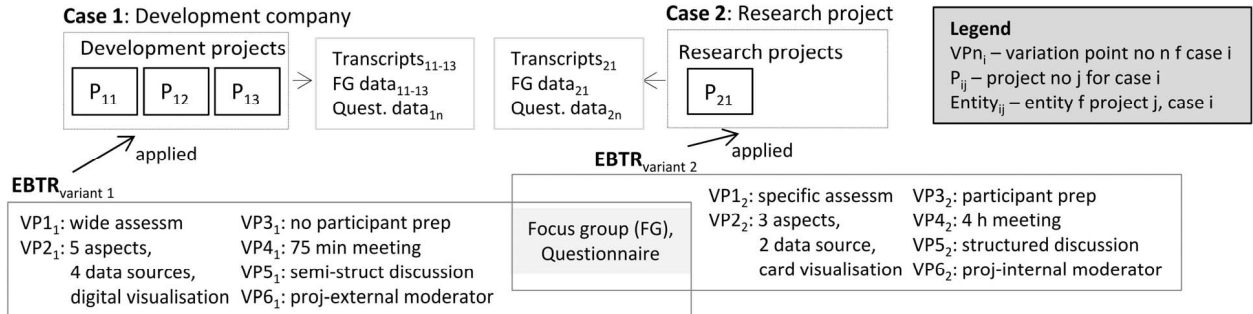 Case 1: Development company
Development projects
P11
P12
P13
Transcripts11-13
FG data11-13
Quest. data1n
Case 2: Research project
Transcripts21
FG data21
Quest. data2n
Research projects
P21
Legend
VPni – variation point no n f case i
Pij – project no j for case i
Entityij – entity f project j, case i
applied
EBTRvariant 1
VP11: wide assessm
VP21: 5 aspects,
4 data sources,
digital visualisation
VP31: no participant prep
VP41: 75 min meeting
VP51: semi-struct discussion
VP61: proj-external moderator
Focus group (FG),
Questionnaire
applied
EBTRvariant 2
VP12: specific assessm
VP22: 3 aspects,
2 data source,
card visualisation
VP32: participant prep
VP42: 4 h meeting
VP52: structured discussion
VP62: proj-internal moderator